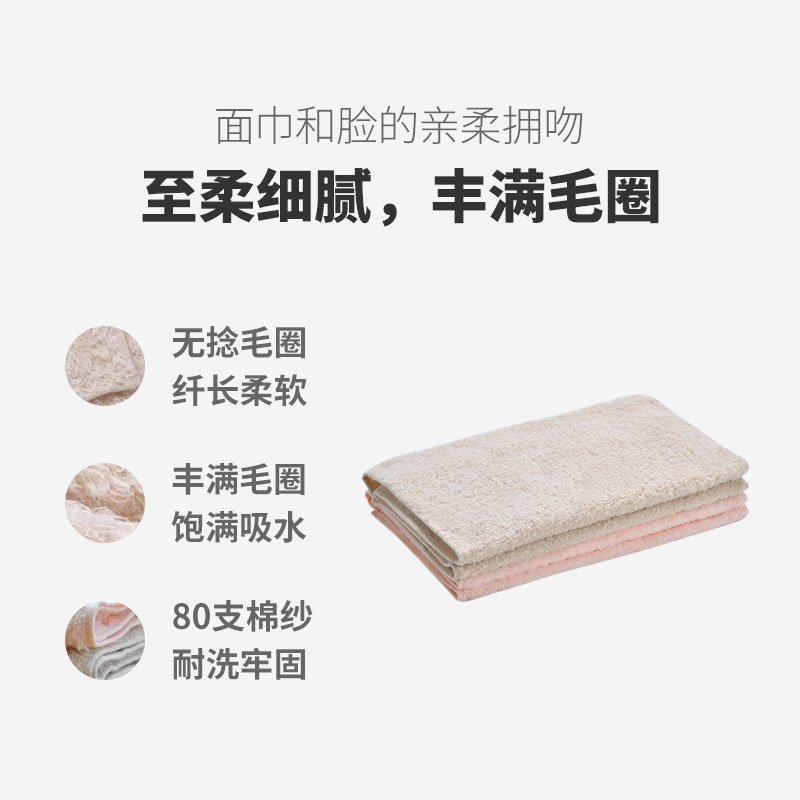 面巾和脸的亲柔拥吻
至柔细腻，丰满毛圈
无捻毛圈
纤长柔软
丰满毛圈
饱满吸水
80支棉纱
耐洗牢固